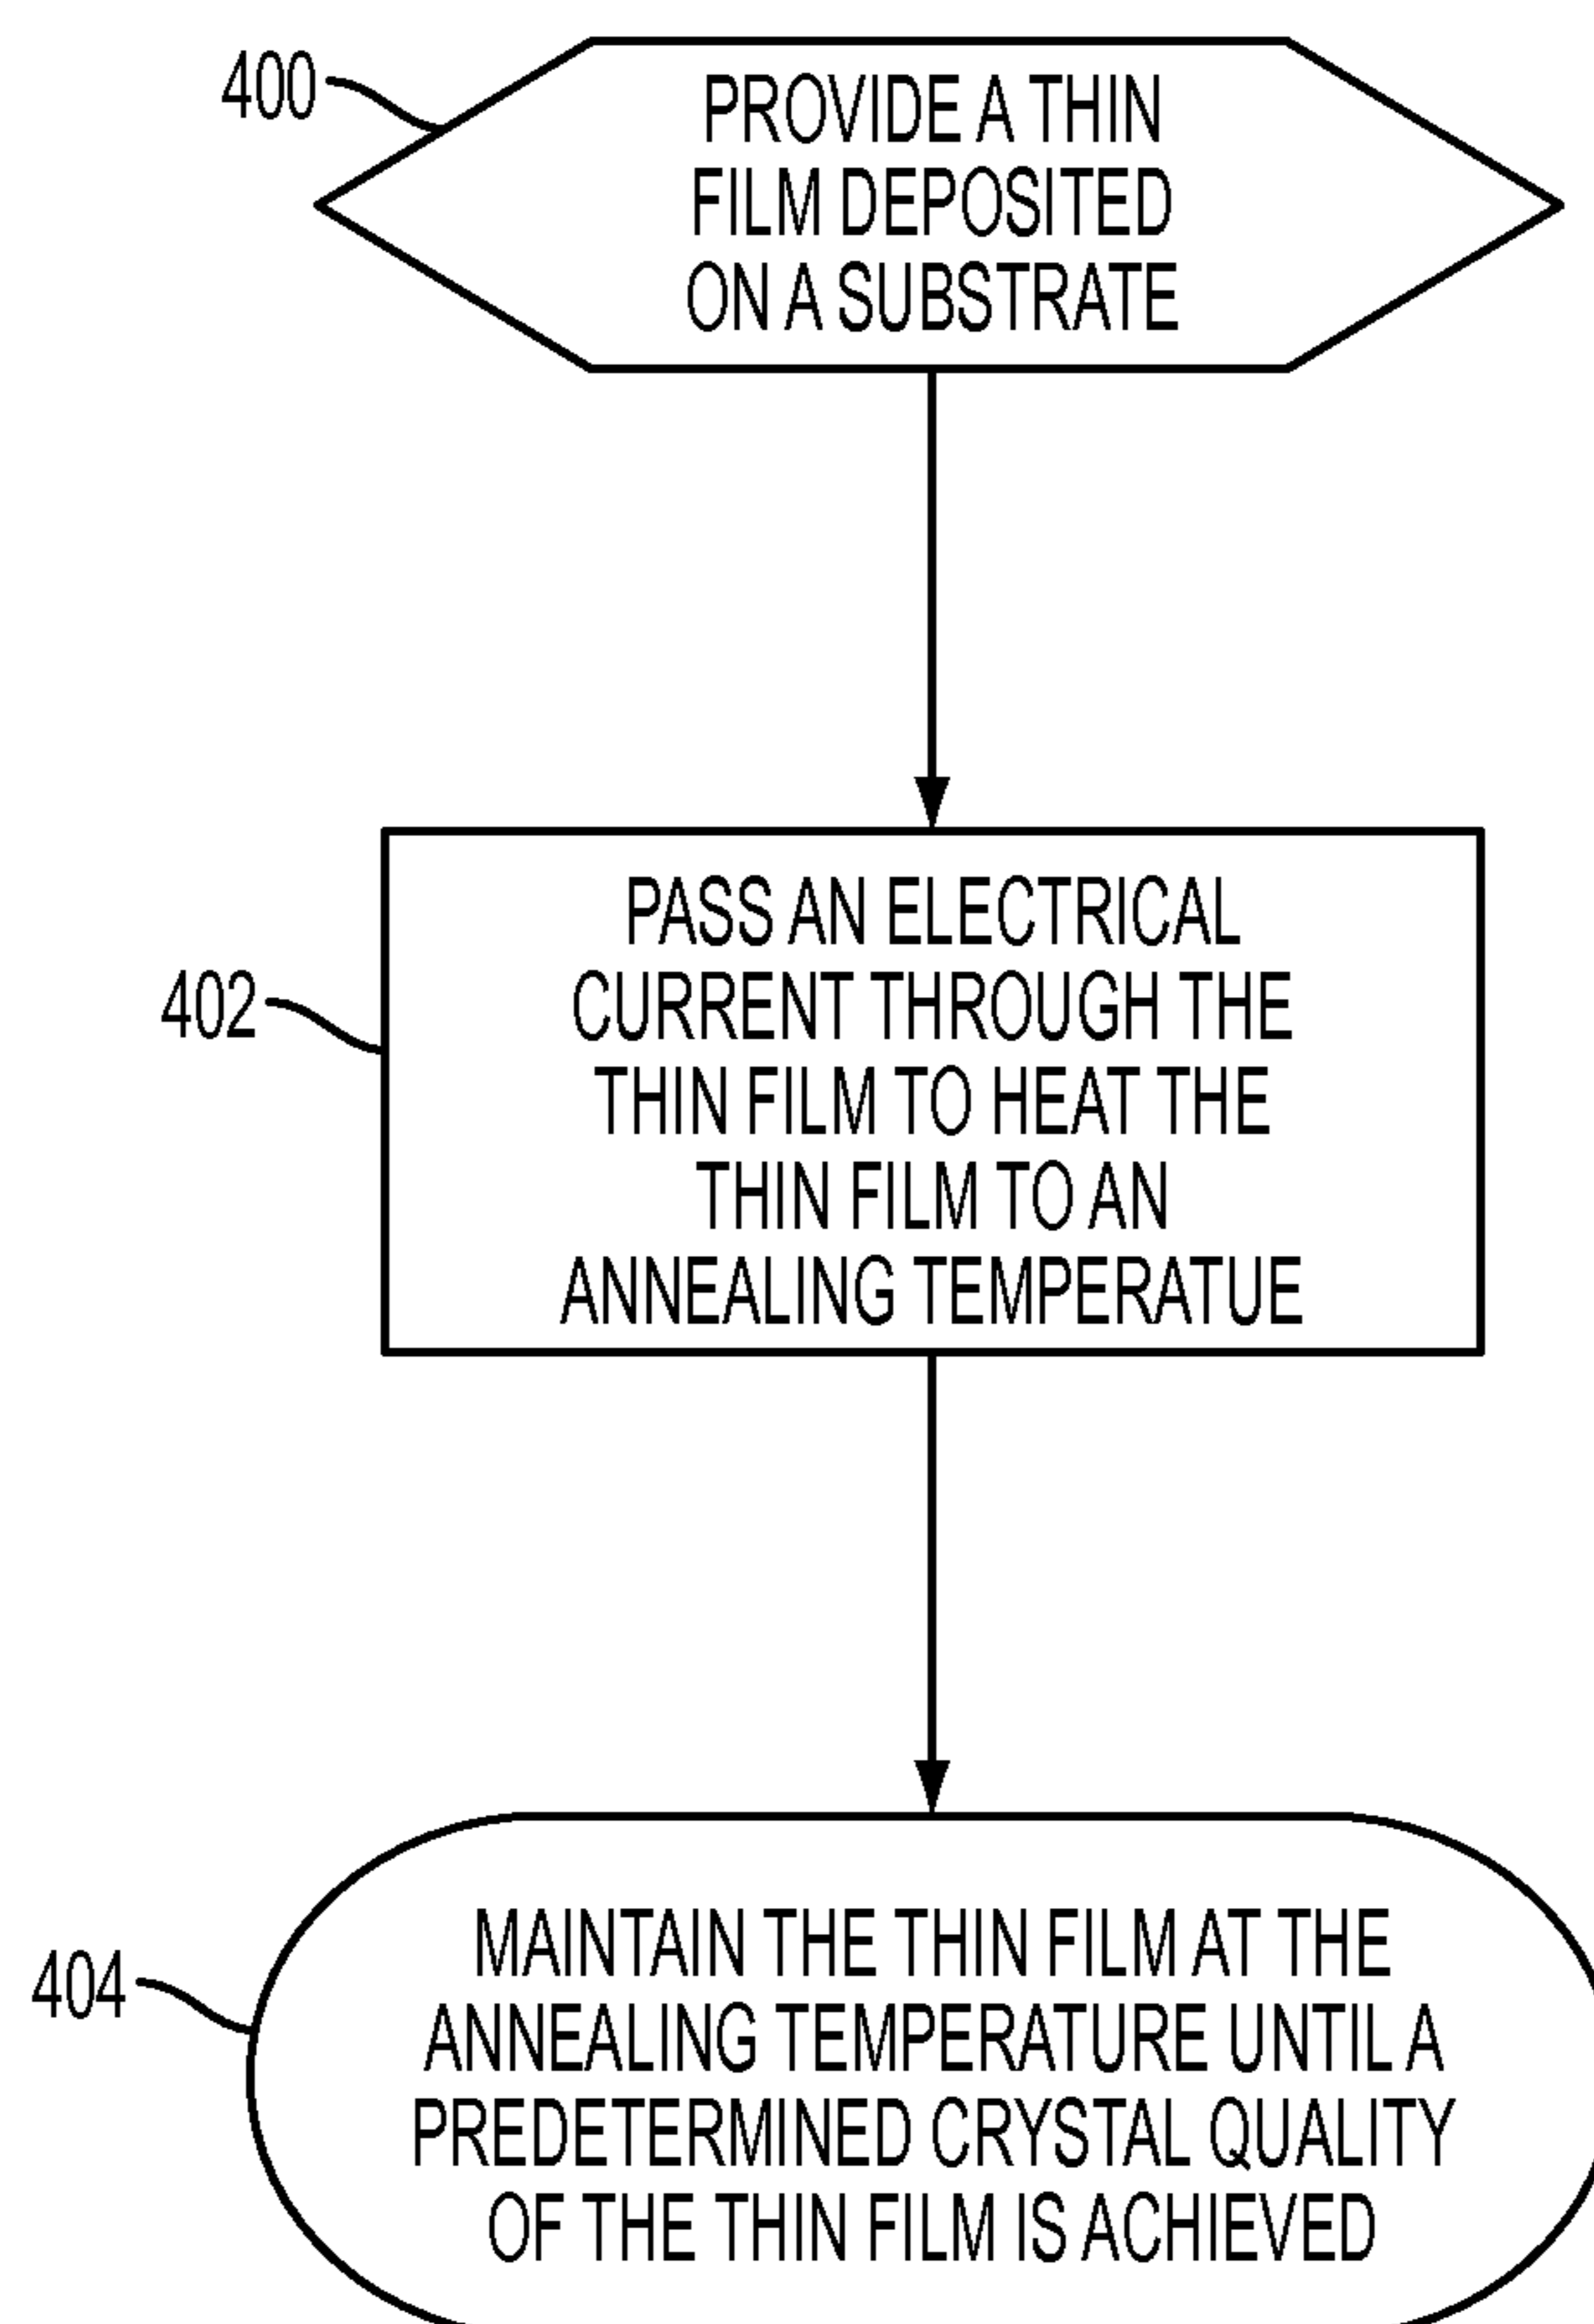 400
PROVIDE A THIN
FILM DEPOSITED
ON A SUBSTRATE
402
PASS AN ELECTRICAL
CURRENT THROUGH THE
THIN FILM TO HEAT THE
THIN FILM TO AN
ANNEALING TEMPERATUE
404
MAINTAIN THE THIN FILM AT THE
ANNEALING TEMPERATURE UNTIL A
PREDETERMINED CRYSTAL QUALITY
OF THE THIN FILM IS ACHIEVED